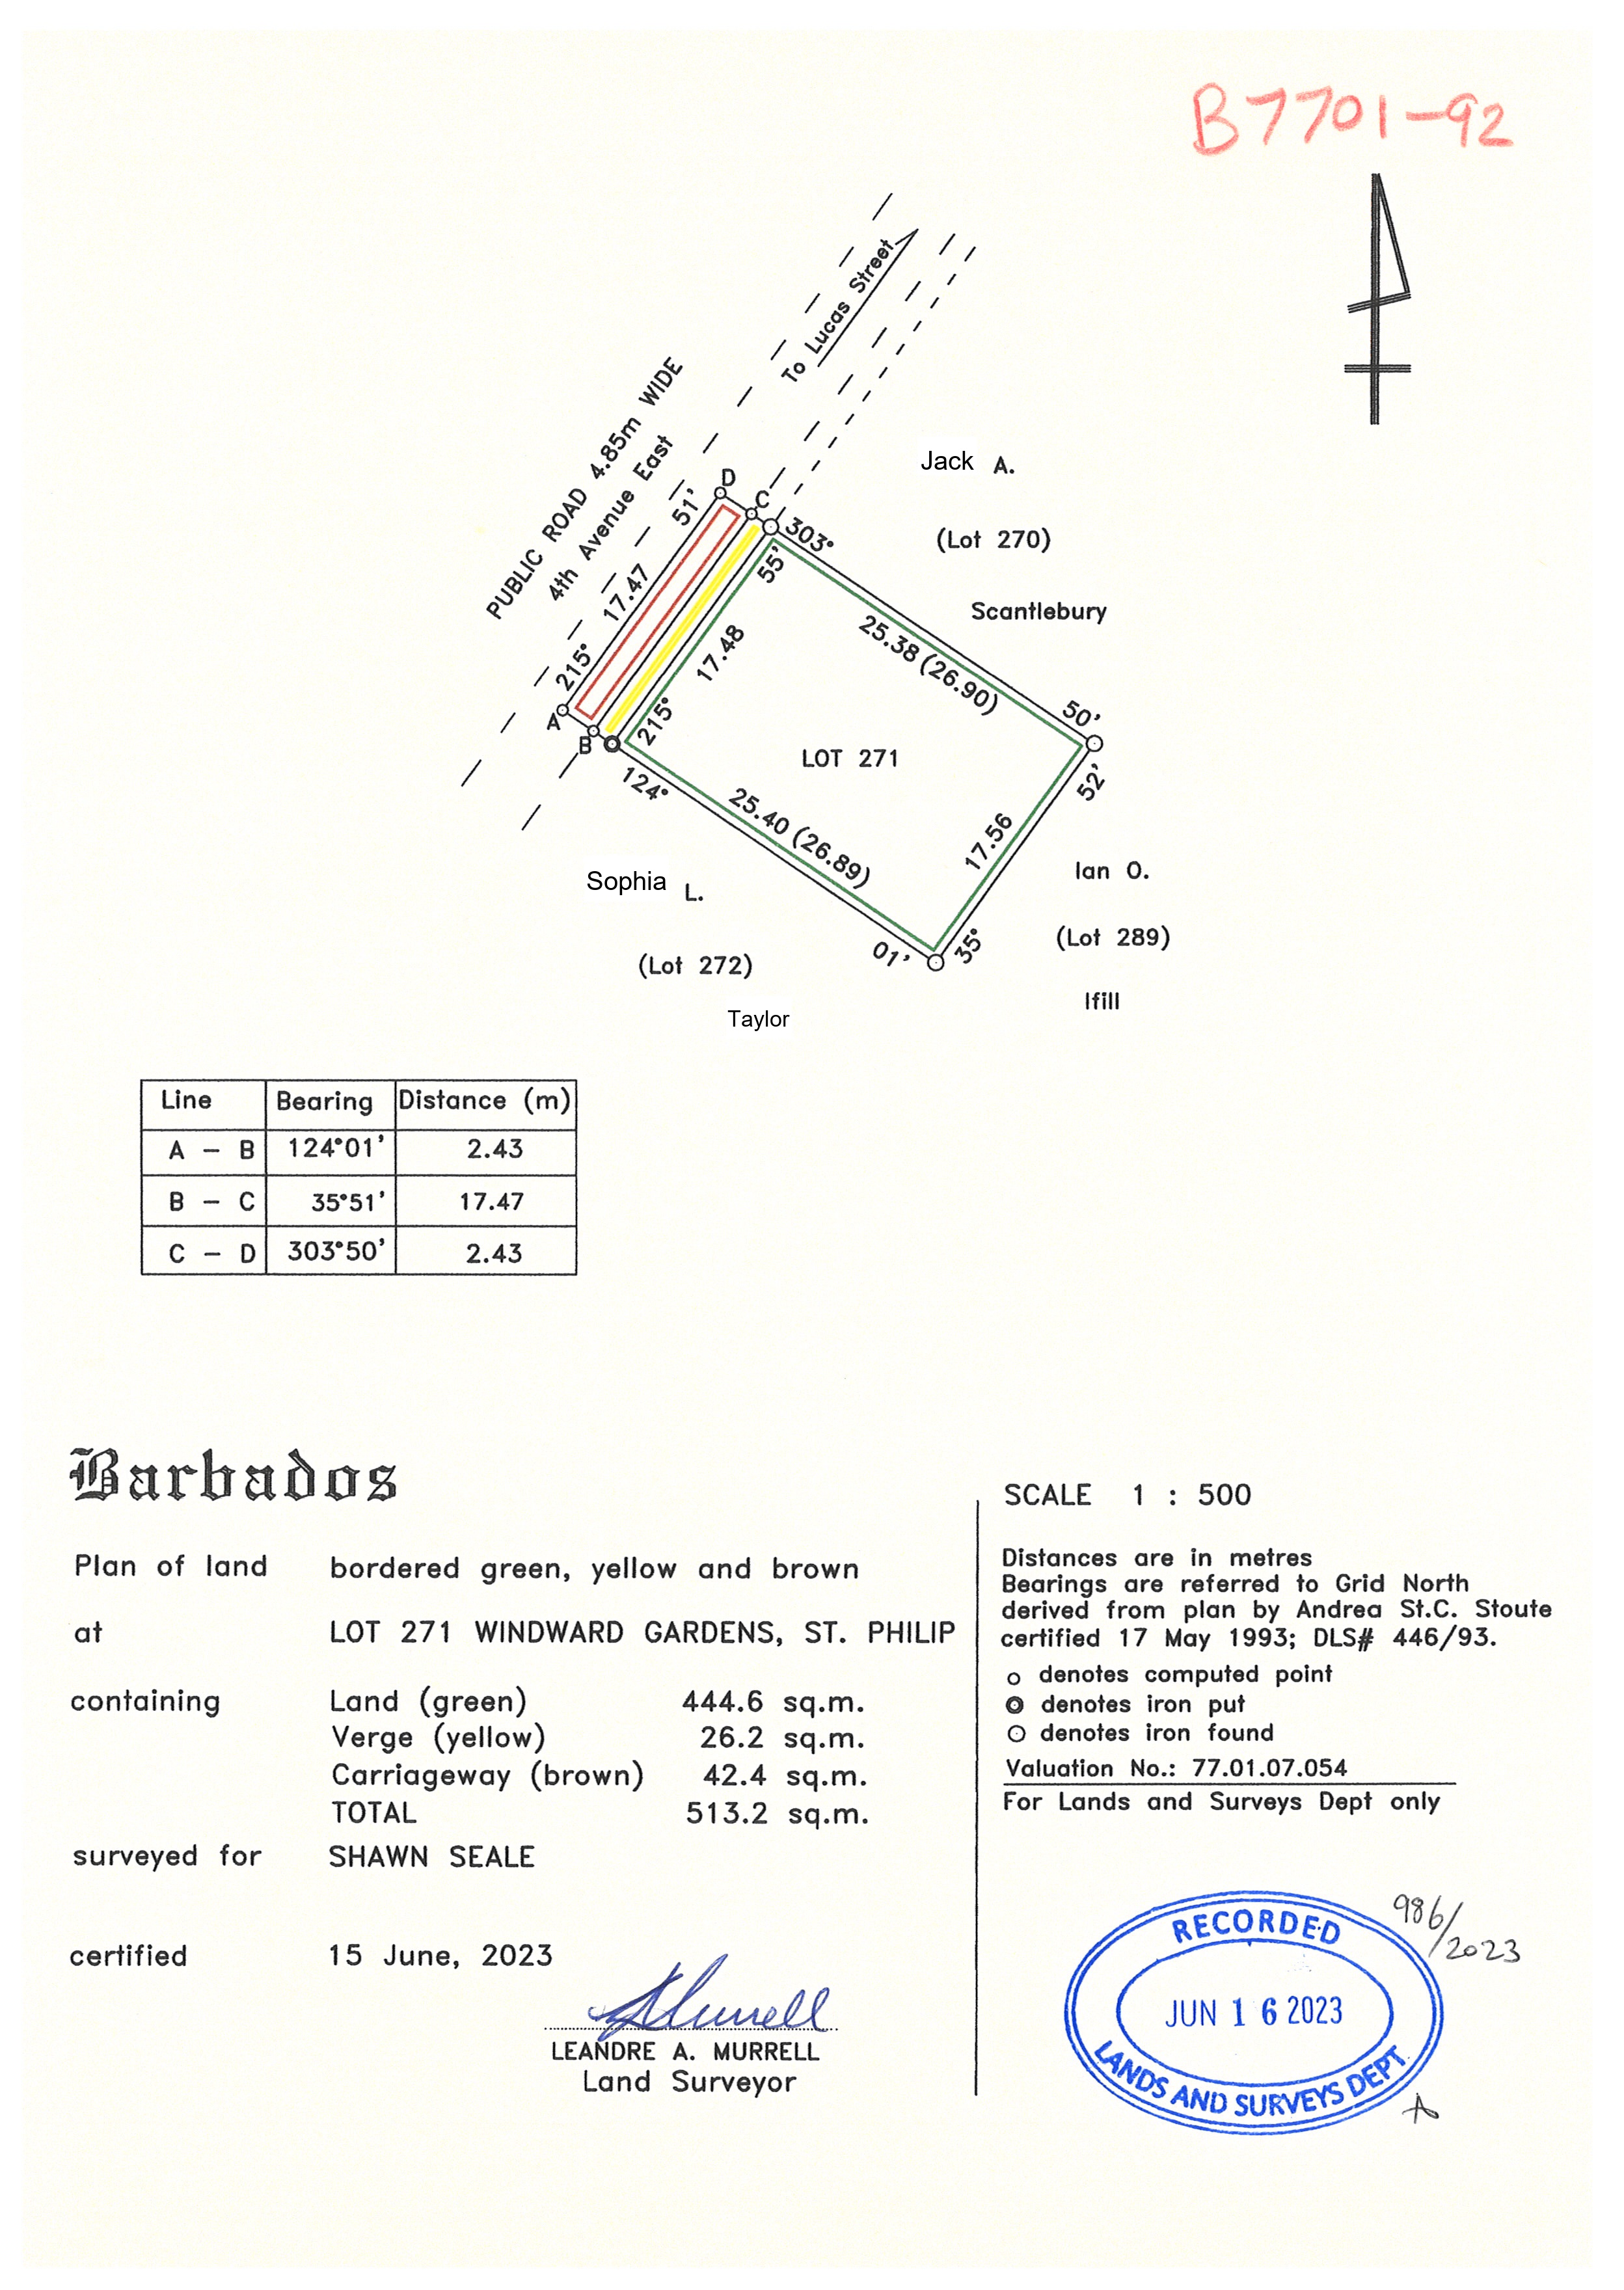 B7701-92
To Lucas Street
PUBLIC ROAD 4.85m WIDE
4th Avenue East
D
C
A
B
215° 17.47 51'
215° 17.48 55'
303° 25.38 (26.90) 50'
LOT 271
124° 25.40 (26.89) 01'
35° 17.56 52'
Jack A.
(Lot 270)
Scantlebury
Ian O.
(Lot 289)
Ifill
Sophia L.
(Lot 272)
Taylor
Line Bearing Distance (m)
A – B 124°01' 2.43
B – C 35°51' 17.47
C – D 303°50' 2.43
Barbados
Plan of land bordered green, yellow and brown
at LOT 271 WINDWARD GARDENS, ST. PHILIP
containing Land (green) 444.6 sq.m.
Verge (yellow) 26.2 sq.m.
Carriageway (brown) 42.4 sq.m.
TOTAL 513.2 sq.m.
surveyed for SHAWN SEALE
certified 15 June, 2023
LEANDRE A. MURRELL
Land Surveyor
SCALE 1 : 500
Distances are in metres
Bearings are referred to Grid North
derived from plan by Andrea St.C. Stoute
certified 17 May 1993; DLS# 446/93.
denotes computed point
denotes iron put
denotes iron found
Valuation No.: 77.01.07.054
For Lands and Surveys Dept only
986/2023
RECORDED
JUN 16 2023
LANDS AND SURVEYS DEPT.